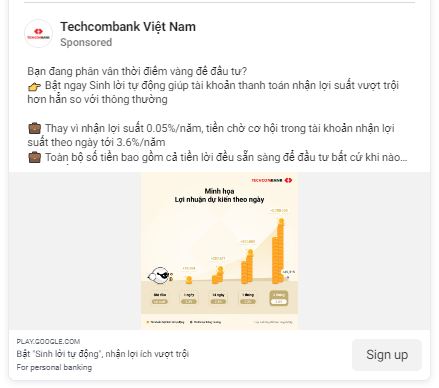 Techcombank Việt Nam
Sponsored
Bạn đang phân vân thời điểm vàng để đầu tư?
👉 Bật ngay Sinh lời tự động giúp tài khoản thanh toán nhận lợi suất vượt trội
hơn hẳn so với thông thường
💼 Thay vì nhận lợi suất 0.05%/năm, tiền chờ cơ hội trong tài khoản nhận lợi
suất theo ngày tới 3.6%/năm
💼 Toàn bộ số tiền bao gồm cả tiền lời đều sẵn sàng để đầu tư bất cứ khi nào...
TECHCOMBANK
Minh họa
Lợi nhuận dự kiến theo ngày
PLAY.GOOGLE.COM
Bật "Sinh lời tự động", nhận lợi ích vượt trội
For personal banking
Sign up